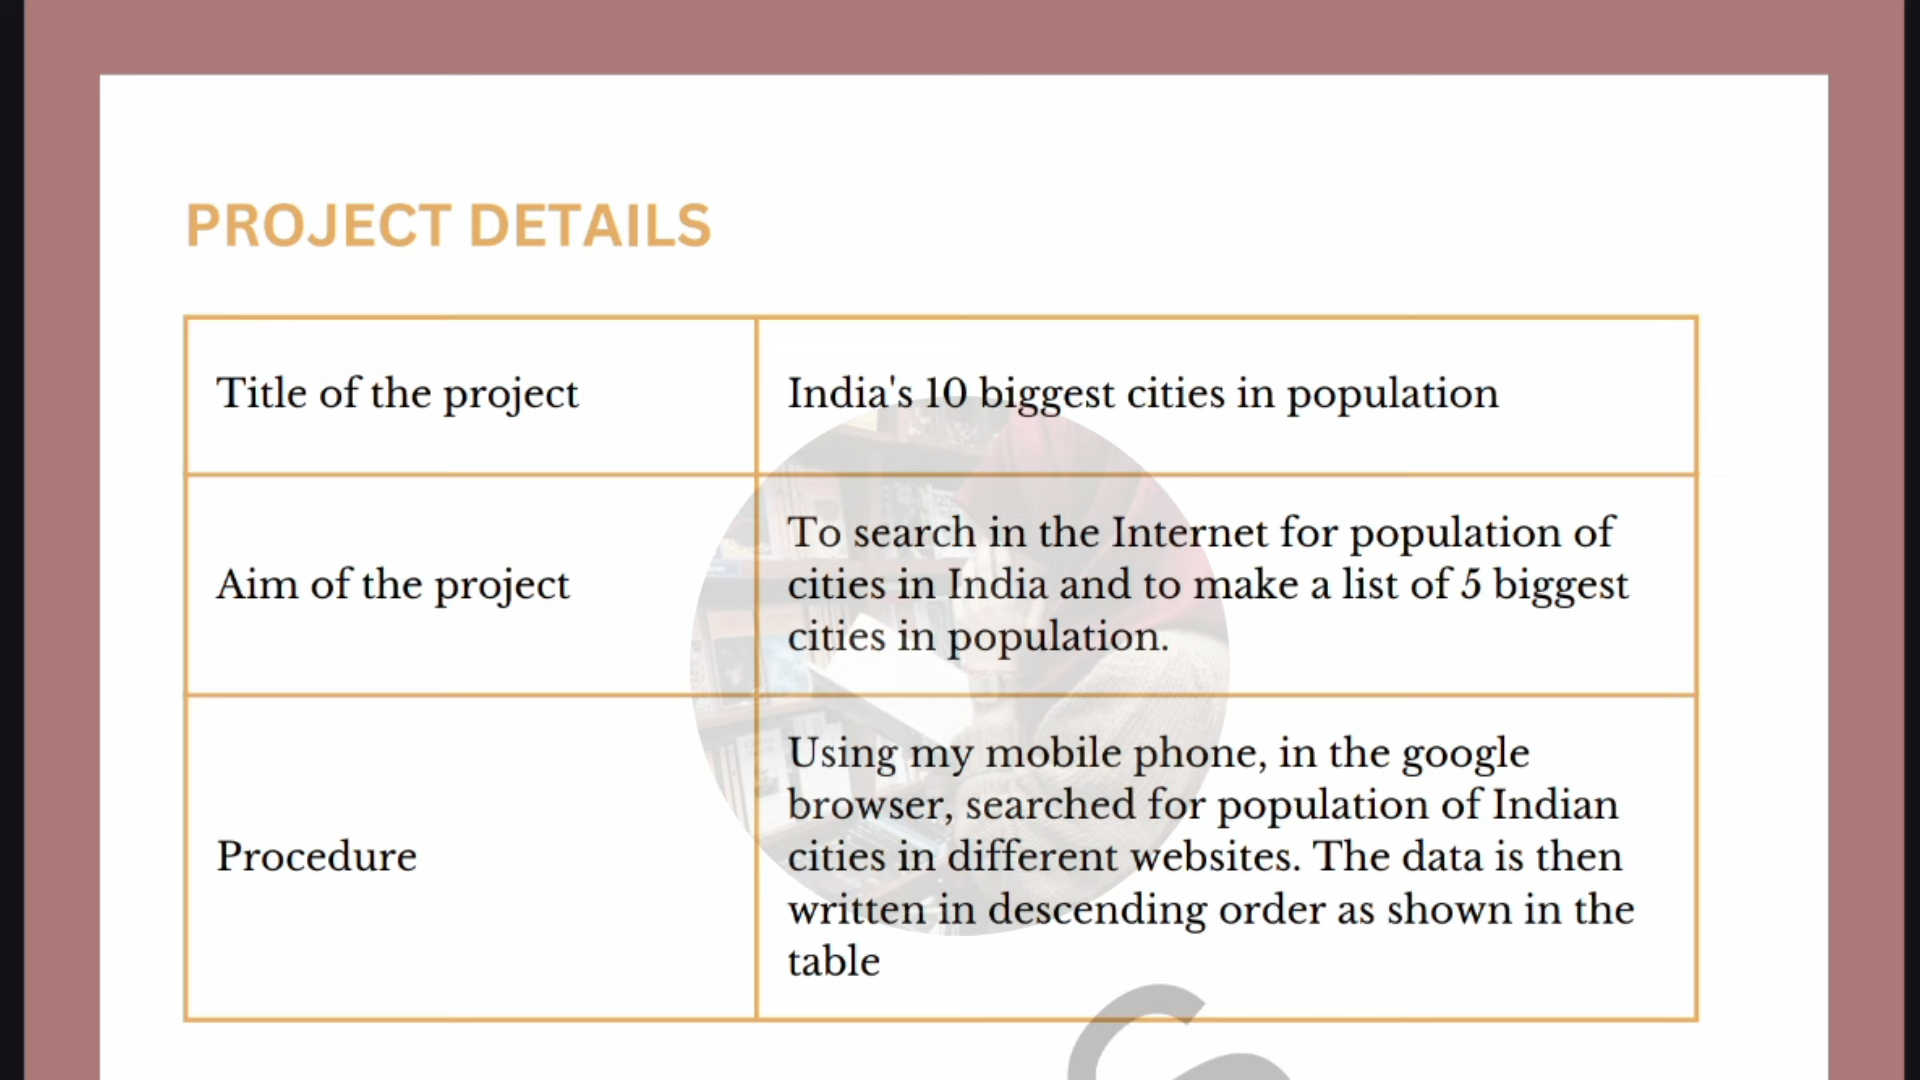 PROJECT DETAILS
Title of the project
India's 10 biggest cities in population
Aim of the project
To search in the Internet for population of
cities in India and to make a list of 5 biggest
cities in population.
Procedure
Using my mobile phone, in the google
browser, searched for population of Indian
cities in different websites. The data is then
written in descending order as shown in the
table